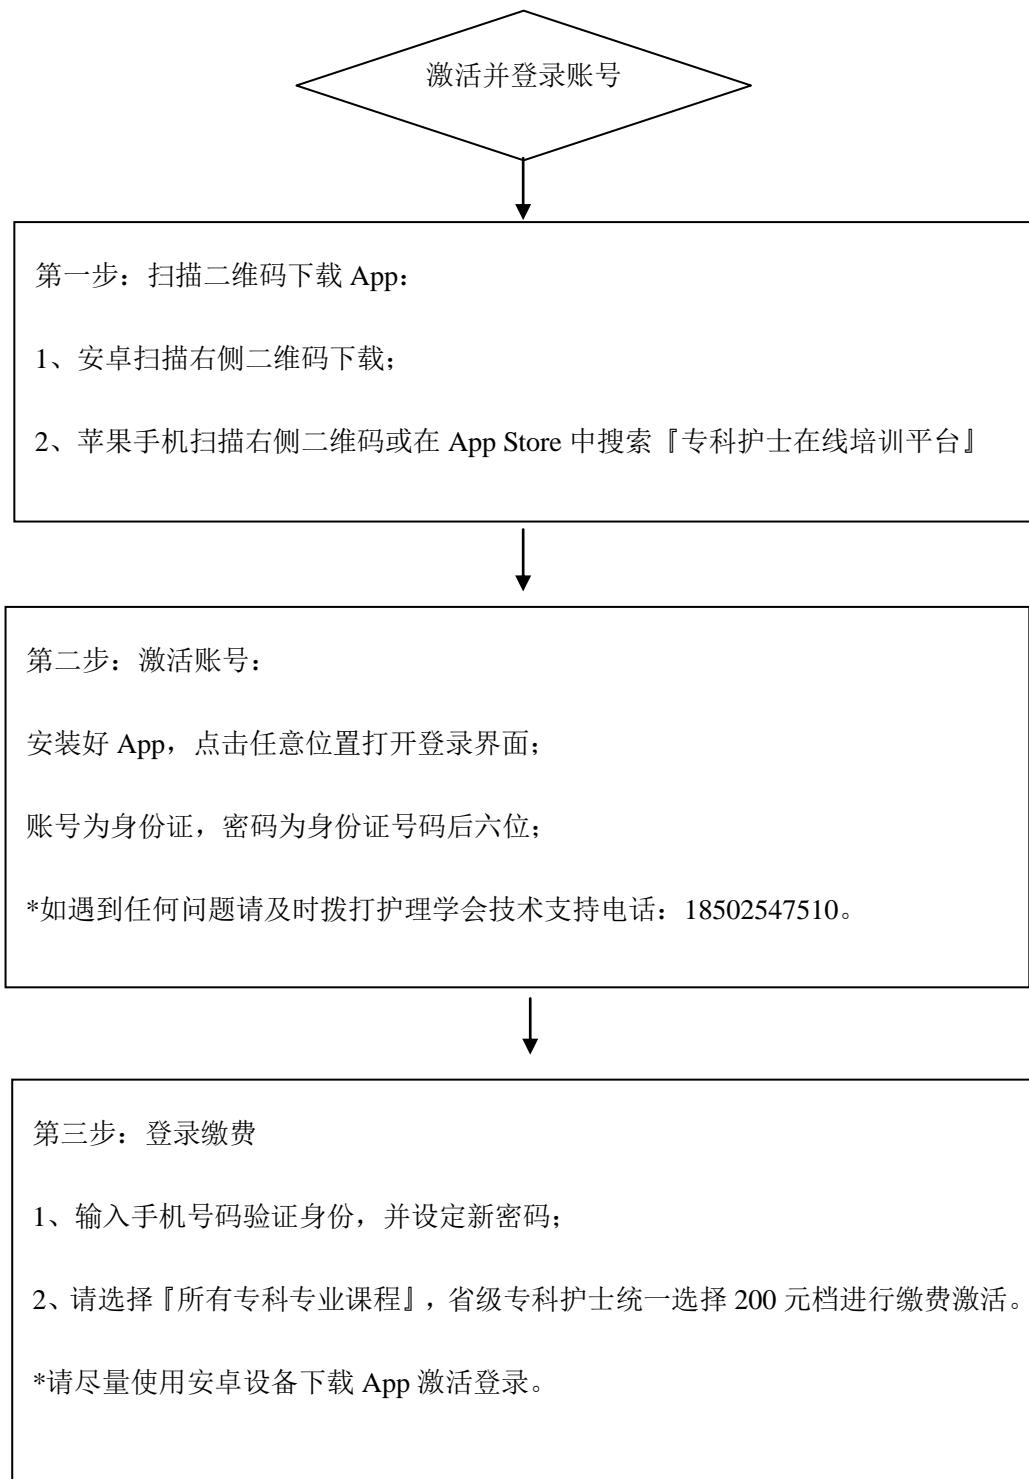 激活并登录账号
第一步：扫描二维码下载 App：
1、安卓扫描右侧二维码下载；
2、苹果手机扫描右侧二维码或在 App Store 中搜索『专科护士在线培训平台』
第二步：激活账号：
安装好 App，点击任意位置打开登录界面；
账号为身份证，密码为身份证号码后六位；
*如遇到任何问题请及时拨打护理学会技术支持电话：18502547510。
第三步：登录缴费
1、输入手机号码验证身份，并设定新密码；
2、请选择『所有专科专业课程』，省级专科护士统一选择 200 元档进行缴费激活。
*请尽量使用安卓设备下载 App 激活登录。